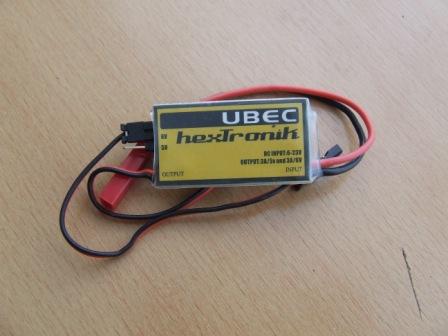 UBEC
hexTronik
6V
5V
DC INPUT:6-23V
OUTPUT:3A/5v and 3A/6V
OUTPUT
INPUT